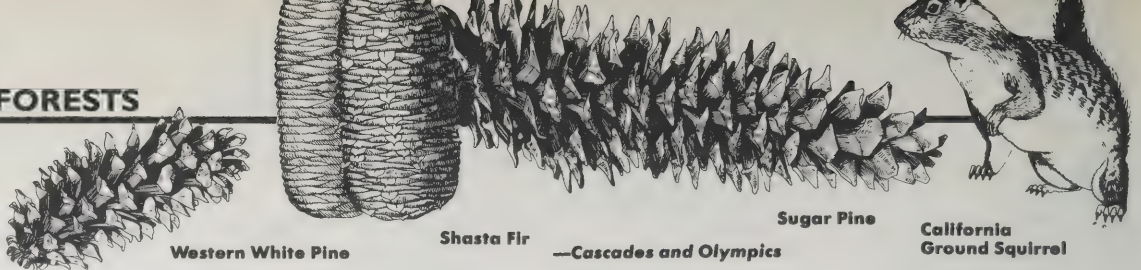 FORESTS
Western White Pine
Shasta Fir
—Cascades and Olympics
Sugar Pine
California
Ground Squirrel